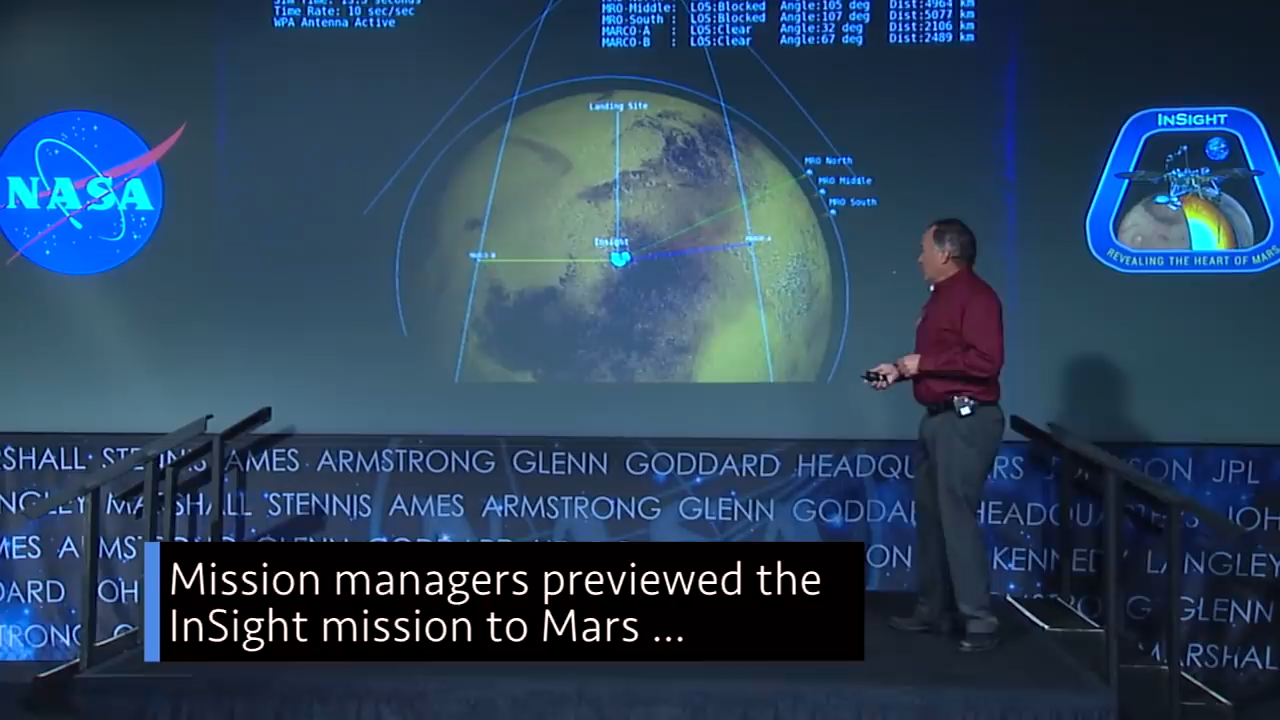 Time Rate: 10 sec/sec
WPA Antenna Active
MRO-Middle: LOS:Blocked Angle:105 deg Dist:4964 km
MRO-South : LOS:Blocked Angle:107 deg Dist:5077 km
MARCO-A : LOS:Clear Angle:32 deg Dist:2106 km
MARCO-B : LOS:Clear Angle:67 deg Dist:2489 km
Landing Site
MRO North
MRO Middle
MRO South
Insight
MARCO B
MARCO A
NASA
INSIGHT
REVEALING THE HEART OF MARS
STENNIS AMES ARMSTRONG GLENN GODDARD JPL
MARSHALL STENNIS AMES ARMSTRONG GLENN
LANGLEY
GLENN
Mission managers previewed the
InSight mission to Mars ...